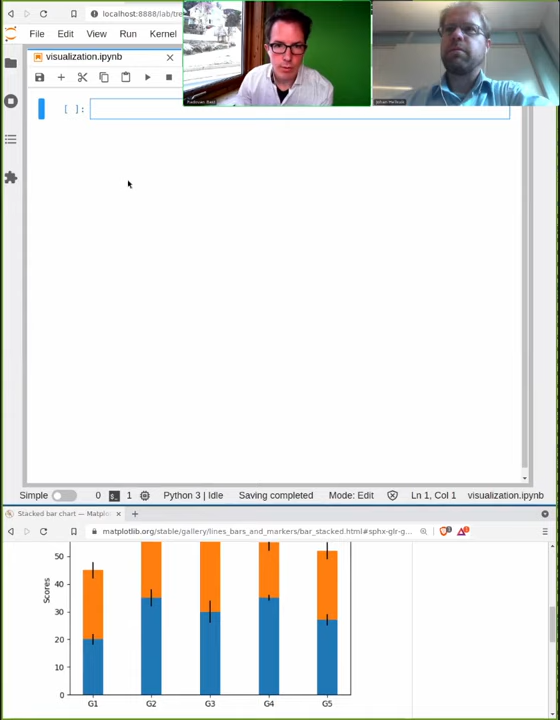 localhost:8888/lab/tre
File Edit View Run Kernel
visualization.ipynb
[ ]:
Simple 0 1 Python 3 | Idle Saving completed Mode: Edit Ln 1, Col 1 visualization.ipynb
Stacked bar chart — Matplo
matplotlib.org/stable/gallery/lines_bars_and_markers/bar_stacked.html#sphx-glr-g...
50
40
30
20
10
0
Scores
G1 G2 G3 G4 G5